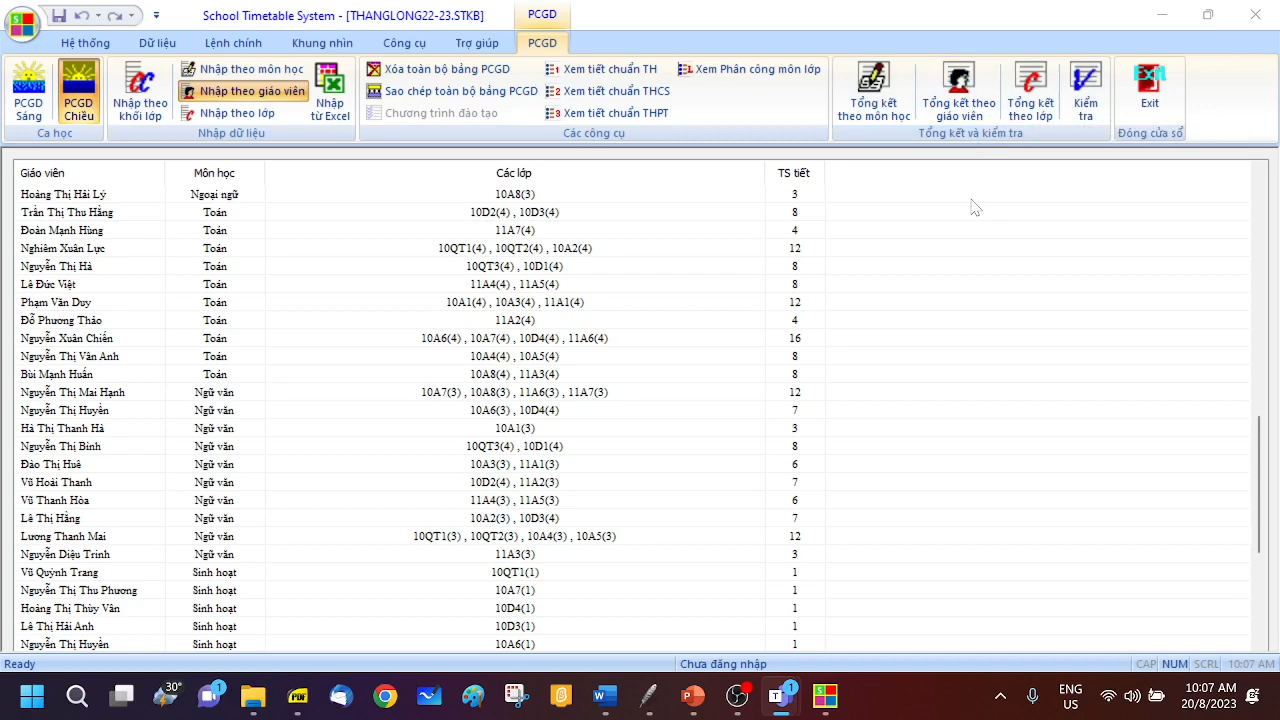 School Timetable System - [THANGLONG22-23.STKB]
PCGD
Hệ thống Dữ liệu Lệnh chính Khung nhìn Công cụ Trợ giúp PCGD
PCGD Sáng
PCGD Chiều
Ca học
Nhập theo khối lớp
Nhập theo môn học
Nhập theo giáo viên
Nhập theo lớp
Nhập từ Excel
Nhập dữ liệu
Xóa toàn bộ bảng PCGD
Sao chép toàn bộ bảng PCGD
Chương trình đào tạo
1 Xem tiết chuẩn TH
2 Xem tiết chuẩn THCS
3 Xem tiết chuẩn THPT
L Xem Phân công môn lớp
Các công cụ
Tổng kết theo môn học
Tổng kết theo giáo viên
Tổng kết theo lớp
Kiểm tra
Tổng kết và kiểm tra
Exit
Exit
Đóng cửa sổ
Giáo viên Môn học Các lớp TS tiết
Hoàng Thị Hải Lý Ngoại ngữ 10A8(3) 3
Trần Thị Thu Hằng Toán 10D2(4) , 10D3(4) 8
Đoàn Mạnh Hùng Toán 11A7(4) 4
Nghiêm Xuân Lực Toán 10QT1(4) , 10QT2(4) , 10A2(4) 12
Nguyễn Thị Hà Toán 10QT3(4) , 10D1(4) 8
Lê Đức Việt Toán 11A4(4) , 11A5(4) 8
Phạm Văn Duy Toán 10A1(4) , 10A3(4) , 11A1(4) 12
Đỗ Phương Thảo Toán 11A2(4) 4
Nguyễn Xuân Chiến Toán 10A6(4) , 10A7(4) , 10D4(4) , 11A6(4) 16
Nguyễn Thị Vân Anh Toán 10A4(4) , 10A5(4) 8
Bùi Mạnh Huấn Toán 10A8(4) , 11A3(4) 8
Nguyễn Thị Mai Hạnh Ngữ văn 10A7(3) , 10A8(3) , 11A6(3) , 11A7(3) 12
Nguyễn Thị Huyền Ngữ văn 10A6(3) , 10D4(4) 7
Hà Thị Thanh Hà Ngữ văn 10A1(3) 3
Nguyễn Thị Bình Ngữ văn 10QT3(4) , 10D1(4) 8
Đào Thị Huê Ngữ văn 10A3(3) , 11A1(3) 6
Vũ Hoài Thanh Ngữ văn 10D2(4) , 11A2(3) 7
Vũ Thanh Hòa Ngữ văn 11A4(3) , 11A5(3) 6
Lê Thị Hằng Ngữ văn 10A2(3) , 10D3(4) 7
Lương Thanh Mai Ngữ văn 10QT1(3) , 10QT2(3) , 10A4(3) , 10A5(3) 12
Nguyễn Diệu Trinh Ngữ văn 11A3(3) 3
Vũ Quỳnh Trang Sinh hoạt 10QT1(1) 1
Nguyễn Thị Thu Phương Sinh hoạt 10A7(1) 1
Hoàng Thị Thùy Vân Sinh hoạt 10D4(1) 1
Lê Thị Hải Anh Sinh hoạt 10D3(1) 1
Nguyễn Thị Huyền Sinh hoạt 10A6(1) 1
Ready Chưa đăng nhập CAP NUM SCRL 10:07 AM
30° 1 1 ENG US 10:07 AM 20/8/2023